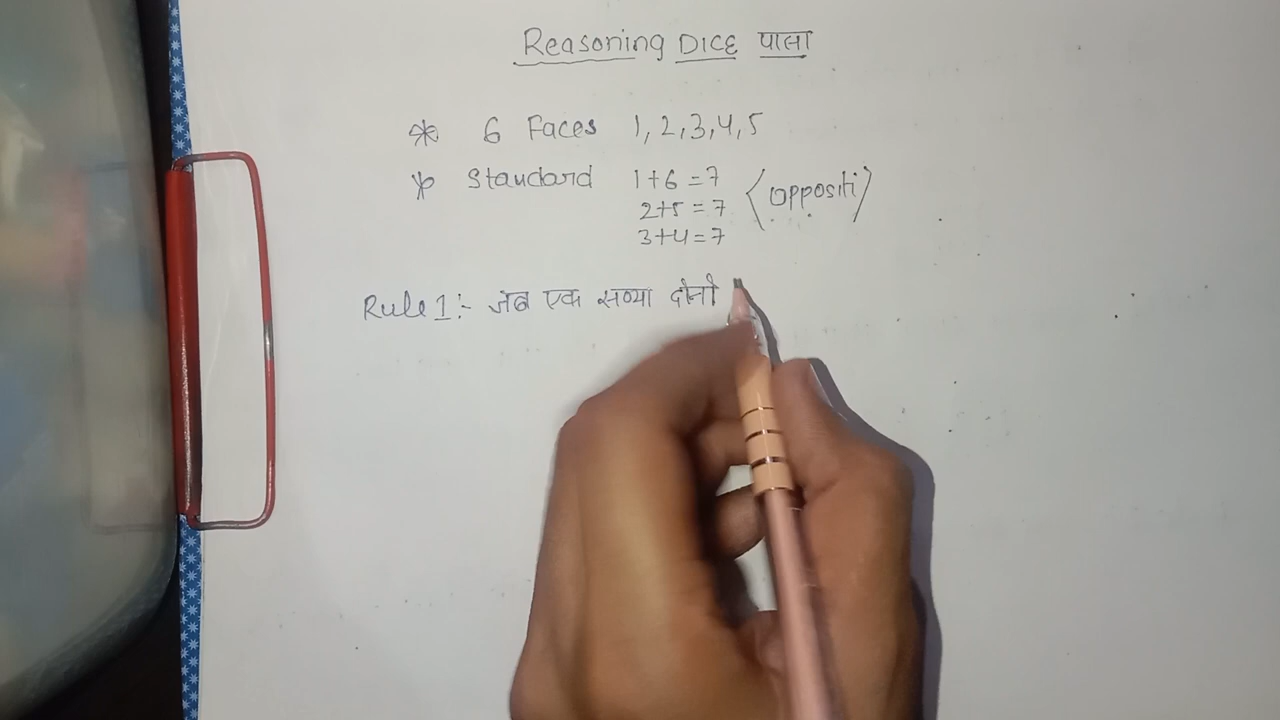 Reasoning DICE पासा
* 6 Faces 1, 2, 3, 4, 5
* Standard 1+6=7
2+5=7
3+4=7
<oppositi>
Rule 1:- जब एक सख्या दोनो